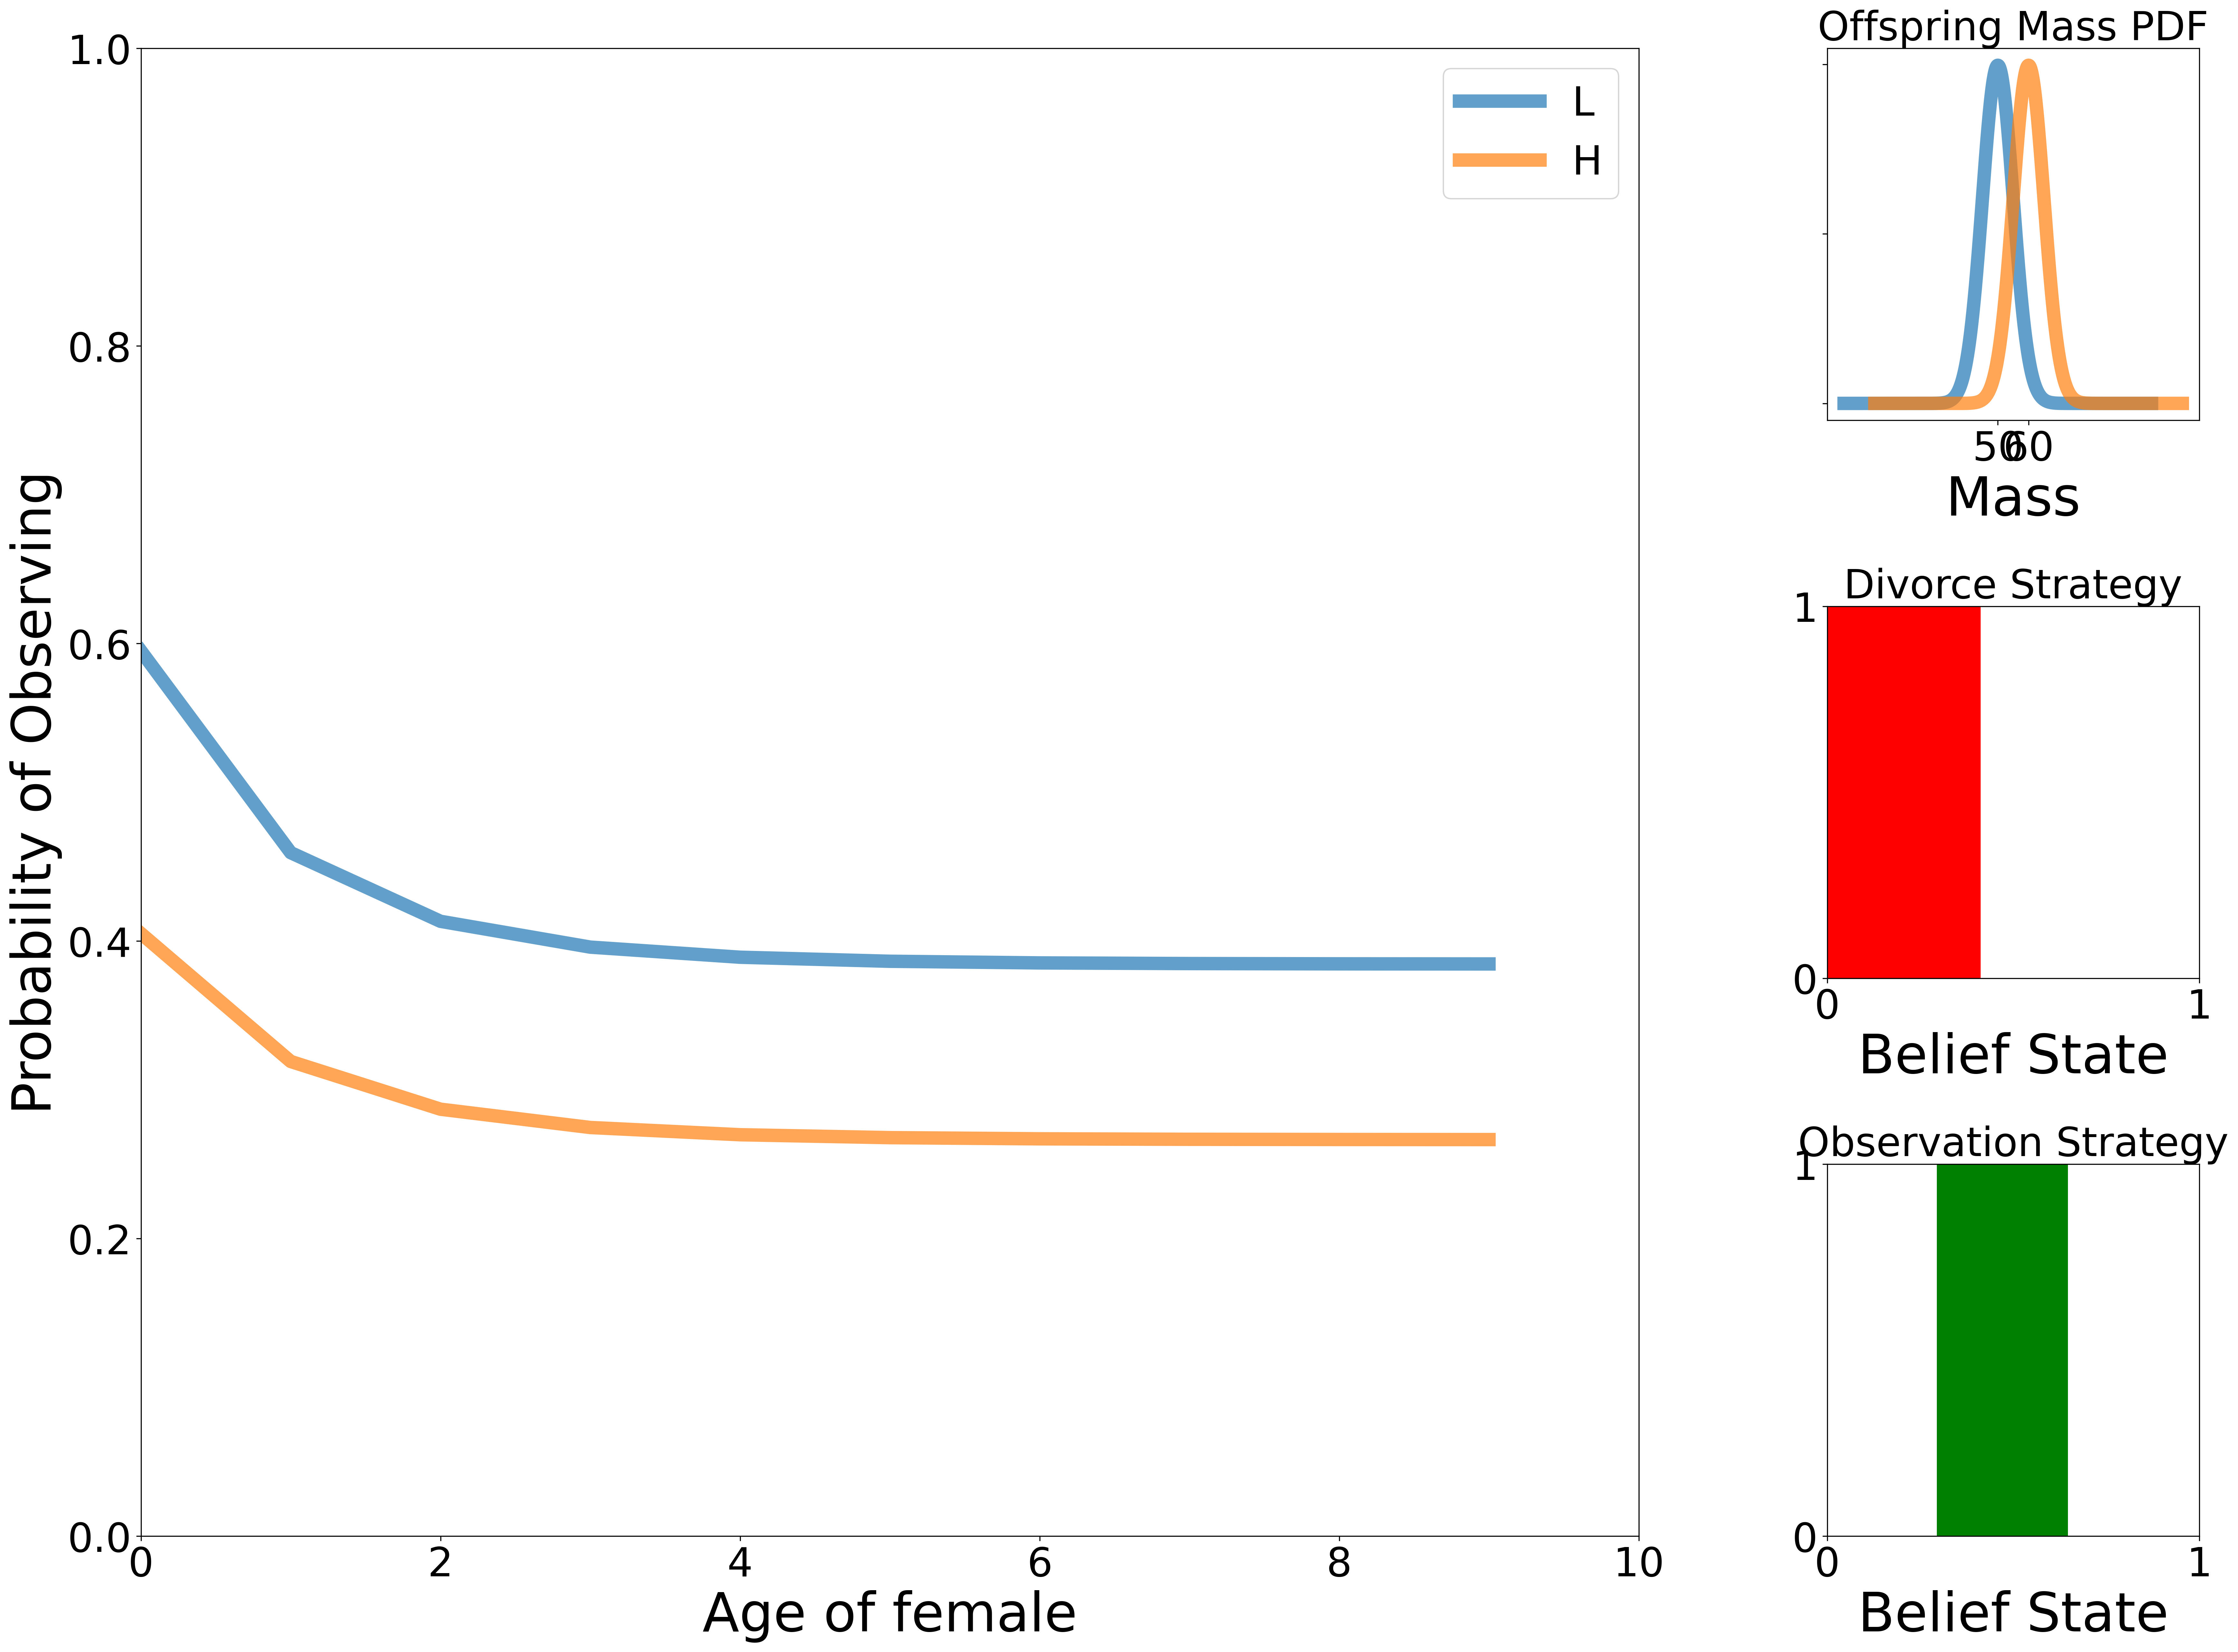 Probability of Observing
1.0
0.8
0.6
0.4
0.2
0.0
0 2 4 6 8 10
Age of female
L
H
Offspring Mass PDF
50 60
Mass
Divorce Strategy
1
0
0 1
Belief State
Observation Strategy
1
0
0 1
Belief State